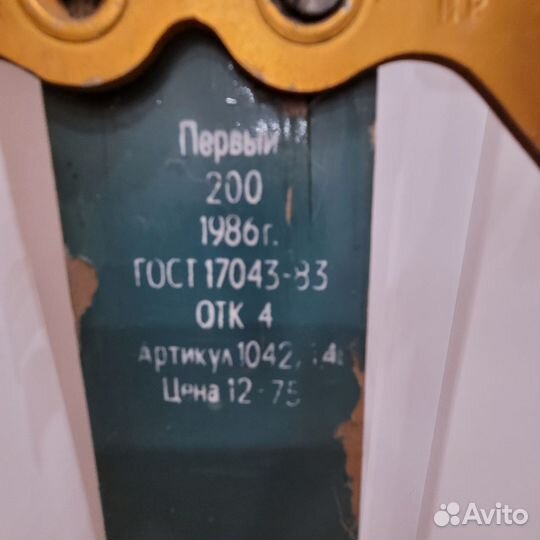 Первый
200
1986г.
ГОСТ 17043-83
ОТК 4
Артикул 1042,
Цена 12-75
Avito